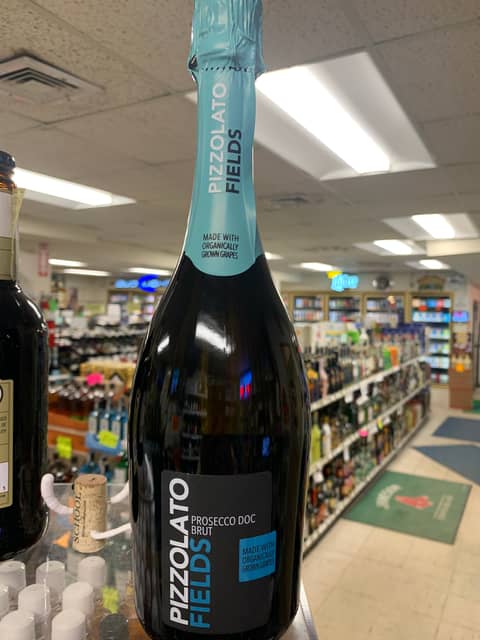 PIZZOLATO
FIELDS
MADE WITH
ORGANICALLY
GROWN GRAPES
PIZZOLATO
FIELDS
PROSECCO DOC
BRUT
MADE WITH
ORGANICALLY
GROWN GRAPES